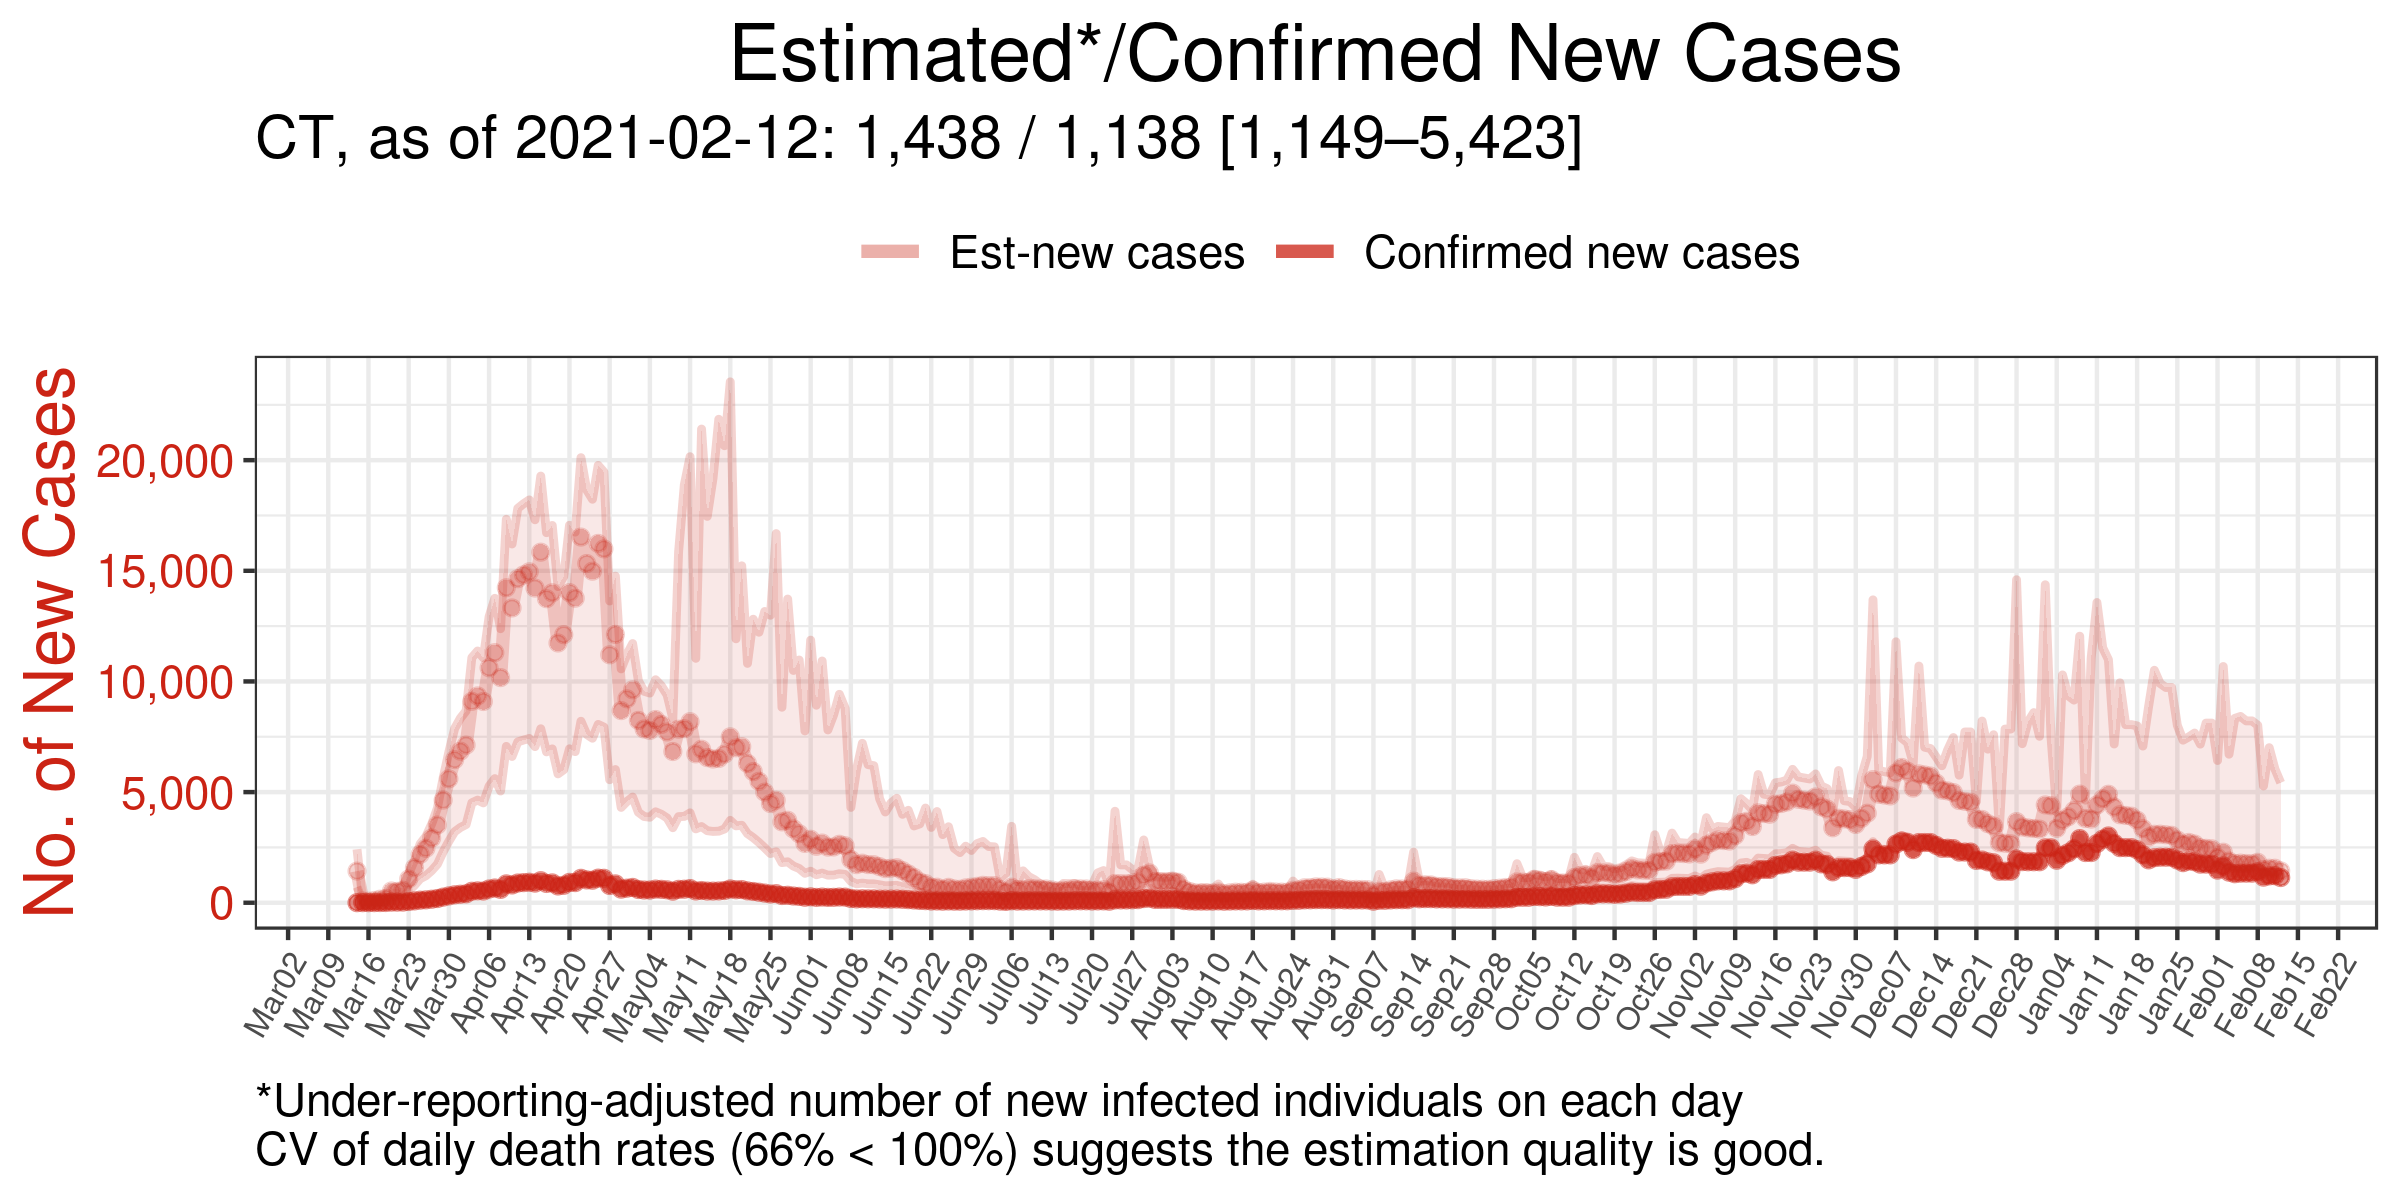 Estimated*/Confirmed New Cases
CT, as of 2021-02-12: 1,438 / 1,138 [1,149–5,423]
Est-new cases Confirmed new cases
No. of New Cases
20,000
15,000
10,000
5,000
0
Mar02 Mar09 Mar16 Mar23 Mar30 Apr06 Apr13 Apr20 Apr27 May04 May11 May18 May25 Jun01 Jun08 Jun15 Jun22 Jun29 Jul06 Jul13 Jul20 Jul27 Aug03 Aug10 Aug17 Aug24 Aug31 Sep07 Sep14 Sep21 Sep28 Oct05 Oct12 Oct19 Oct26 Nov02 Nov09 Nov16 Nov23 Nov30 Dec07 Dec14 Dec21 Dec28 Jan04 Jan11 Jan18 Jan25 Feb01 Feb08 Feb15 Feb22
*Under-reporting-adjusted number of new infected individuals on each day
CV of daily death rates (66% < 100%) suggests the estimation quality is good.